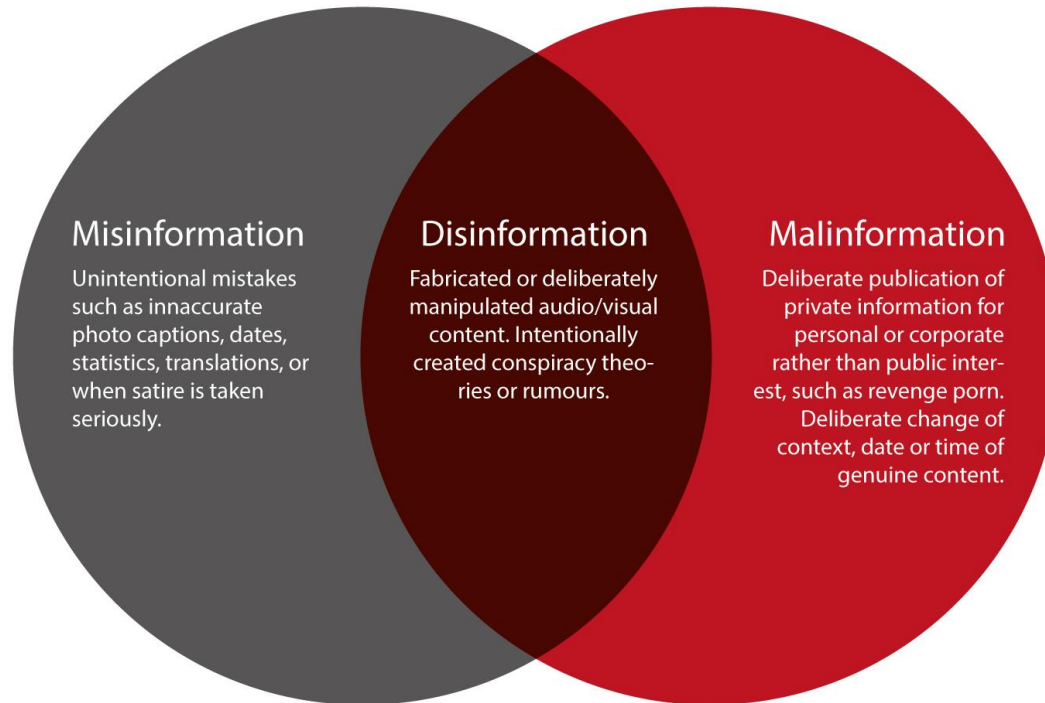 Misinformation
Unintentional mistakes
such as innaccurate
photo captions, dates,
statistics, translations, or
when satire is taken
seriously.
Disinformation
Fabricated or deliberately
manipulated audio/visual
content. Intentionally
created conspiracy theo-
ries or rumours.
Malinformation
Deliberate publication of
private information for
personal or corporate
rather than public inter-
est, such as revenge porn.
Deliberate change of
context, date or time of
genuine content.